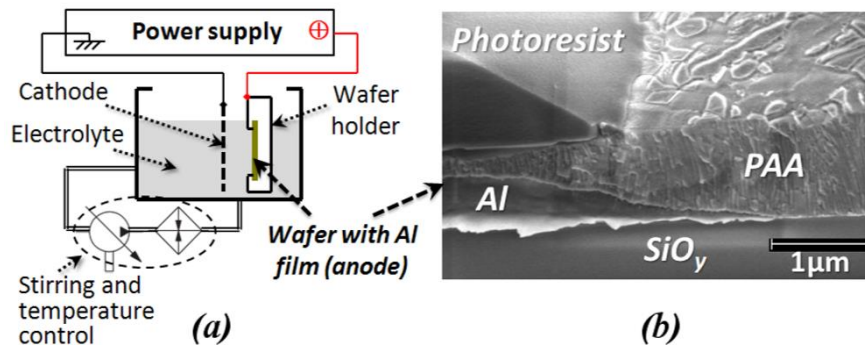 Power supply
Cathode
Electrolyte
Wafer
holder
Wafer with Al
film (anode)
Stirring and
temperature
control
(a)
Photoresist
PAA
Al
SiOy
1μm
(b)